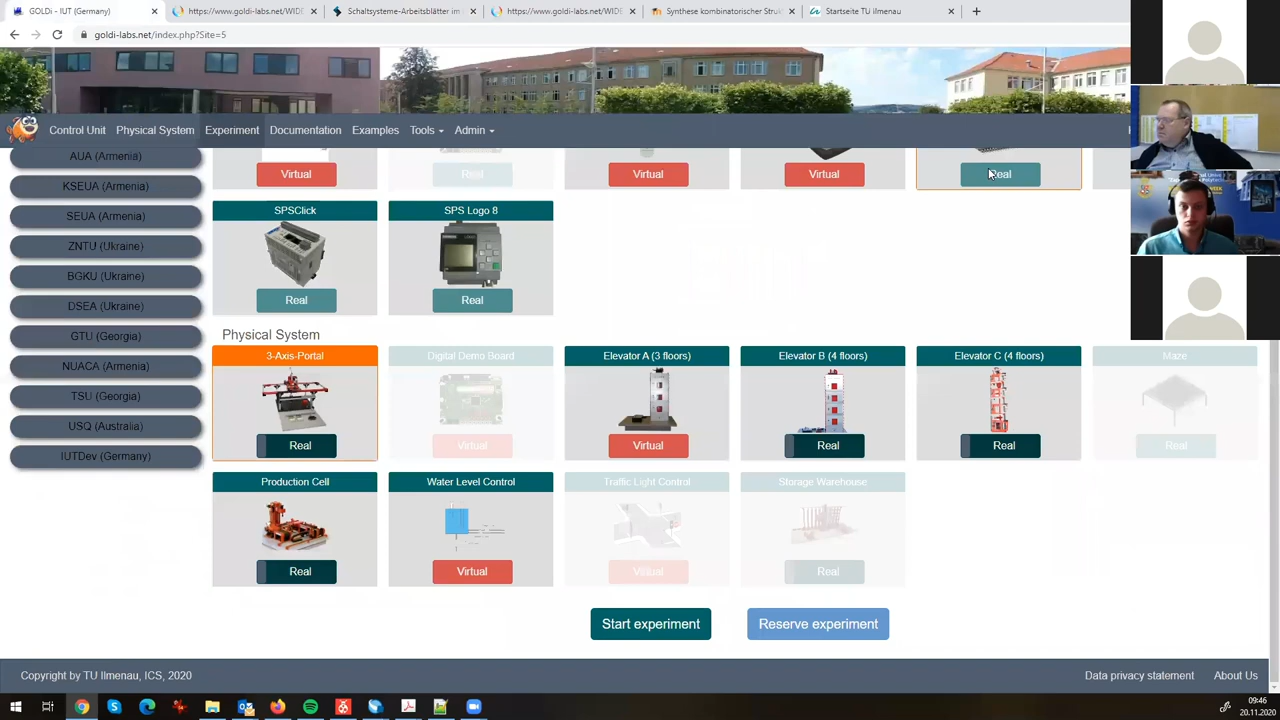 GOLDi – IUT (Germany)
https://www.goldi-labs.net/WIDE
Schaltsysteme-Arbeitsblätter im
https://www.goldi-labs.net/WIDE
Synthese kombinatorischer Struk
Startseite TU Ilmenau
goldi-labs.net/index.php?Site=5
Control Unit
Physical System
Experiment
Documentation
Examples
Tools
Admin
AUA (Armenia)
KSEUA (Armenia)
SEUA (Armenia)
ZNTU (Ukraine)
BGKU (Ukraine)
DSEA (Ukraine)
GTU (Georgia)
NUACA (Armenia)
TSU (Georgia)
USQ (Australia)
IUTDev (Germany)
Virtual
Real
Virtual
Virtual
Real
SPSClick
SPS Logo 8
Real
Real
Physical System
3-Axis-Portal
Digital Demo Board
Elevator A (3 floors)
Elevator B (4 floors)
Elevator C (4 floors)
Maze
Real
Virtual
Virtual
Real
Real
Real
Production Cell
Water Level Control
Traffic Light Control
Storage Warehouse
Real
Virtual
Virtual
Real
Start experiment
Reserve experiment
Copyright by TU Ilmenau, ICS, 2020
Data privacy statement
About Us
09:46
20.11.2020